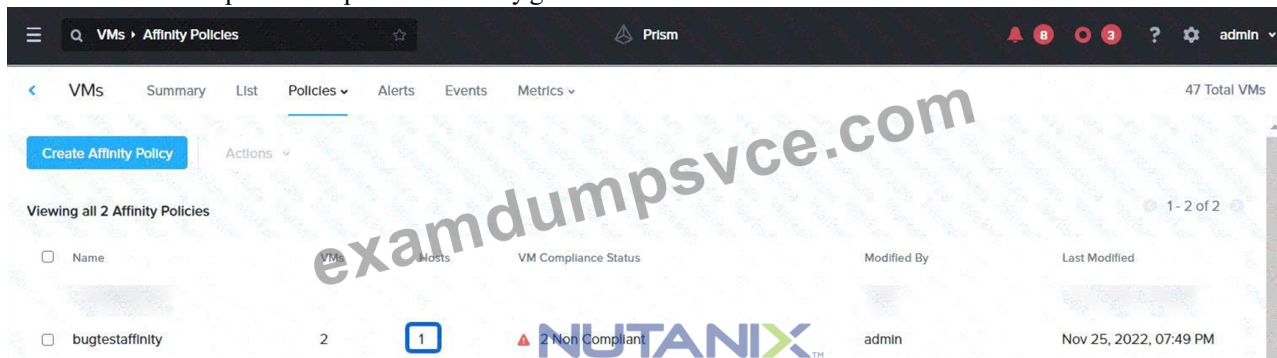 VMs › Affinity Policies
Prism
8
3
?
admin
VMs Summary List Policies Alerts Events Metrics
47 Total VMs
Create Affinity Policy
Actions
Viewing all 2 Affinity Policies
1 - 2 of 2
Name VMs Hosts VM Compliance Status Modified By Last Modified
bugtestaffinity 2 1 2 Non Compliant admin Nov 25, 2022, 07:49 PM
examdumpsvce.com
NUTANIX™